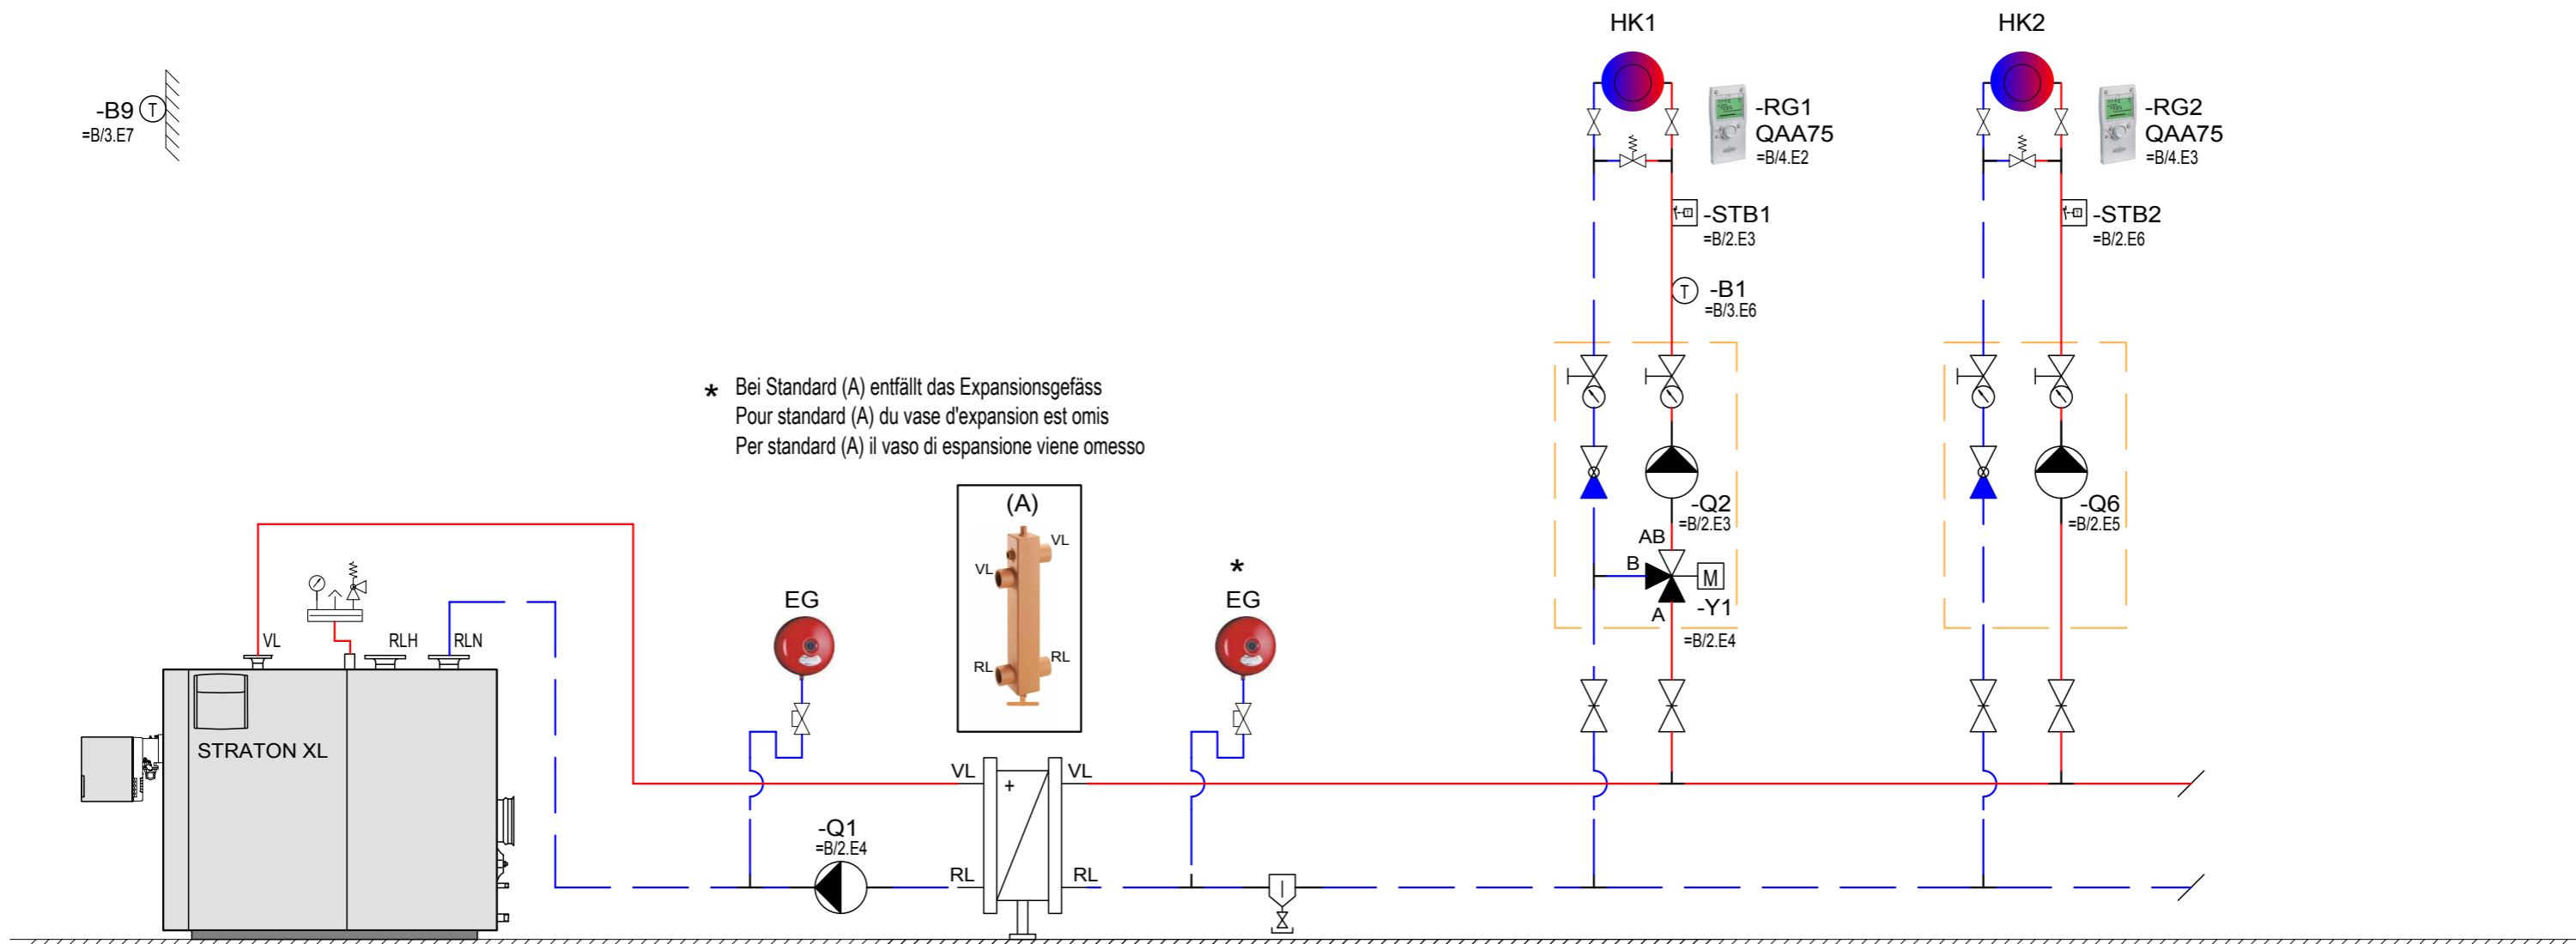 HK1
HK2
-B9
T
=B/3.E7
-RG1
QAA75
=B/4.E2
-RG2
QAA75
=B/4.E3
-STB1
=B/2.E3
-STB2
=B/2.E6
T
-B1
=B/3.E6
* Bei Standard (A) entfällt das Expansionsgefäss
Pour standard (A) du vase d'expansion est omis
Per standard (A) il vaso di espansione viene omesso
(A)
VL
VL
RL
RL
-Q2
=B/2.E3
AB
B
M
A
-Y1
=B/2.E4
-Q6
=B/2.E5
EG
*
EG
VL
RLH
RLN
STRATON XL
VL
+
VL
-Q1
=B/2.E4
RL
RL